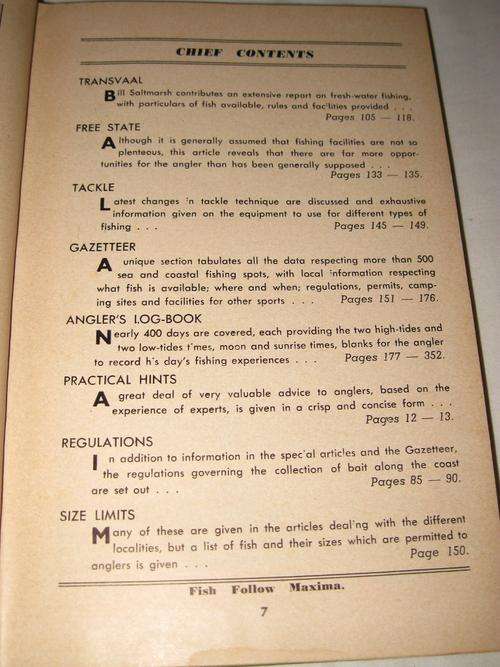 CHIEF CONTENTS
TRANSVAAL
Bill Saltmarsh contributes an extensive report on fresh-water fishing,
with particulars of fish available, rules and facilities provided . . .
Pages 105 — 118.
FREE STATE
Although it is generally assumed that fishing facilities are not so
plenteous, this article reveals that there are far more oppor-
tunities for the angler than has been generally supposed . . .
Pages 133 — 135.
TACKLE
Latest changes in tackle technique are discussed and exhaustive
information given on the equipment to use for different types of
fishing . . . Pages 145 — 149.
GAZETTEER
A unique section tabulates all the data respecting more than 500
sea and coastal fishing spots, with local information respecting
what fish is available; where and when; regulations, permits, camp-
ing sites and facilities for other sports . . . Pages 151 — 176.
ANGLER'S LOG-BOOK
Nearly 400 days are covered, each providing the two high-tides and
two low-tides times, moon and sunrise times, blanks for the angler
to record his day's fishing experiences . . . Pages 177 — 352.
PRACTICAL HINTS
A great deal of very valuable advice to anglers, based on the
experience of experts, is given in a crisp and concise form . . .
Pages 12 — 13.
REGULATIONS
In addition to information in the special articles and the Gazetteer,
the regulations governing the collection of bait along the coast
are set out . . . Pages 85 — 90.
SIZE LIMITS
Many of these are given in the articles dealing with the different
localities, but a list of fish and their sizes which are permitted to
anglers is given . . . Page 150.
Fish Follow Maxima.
7